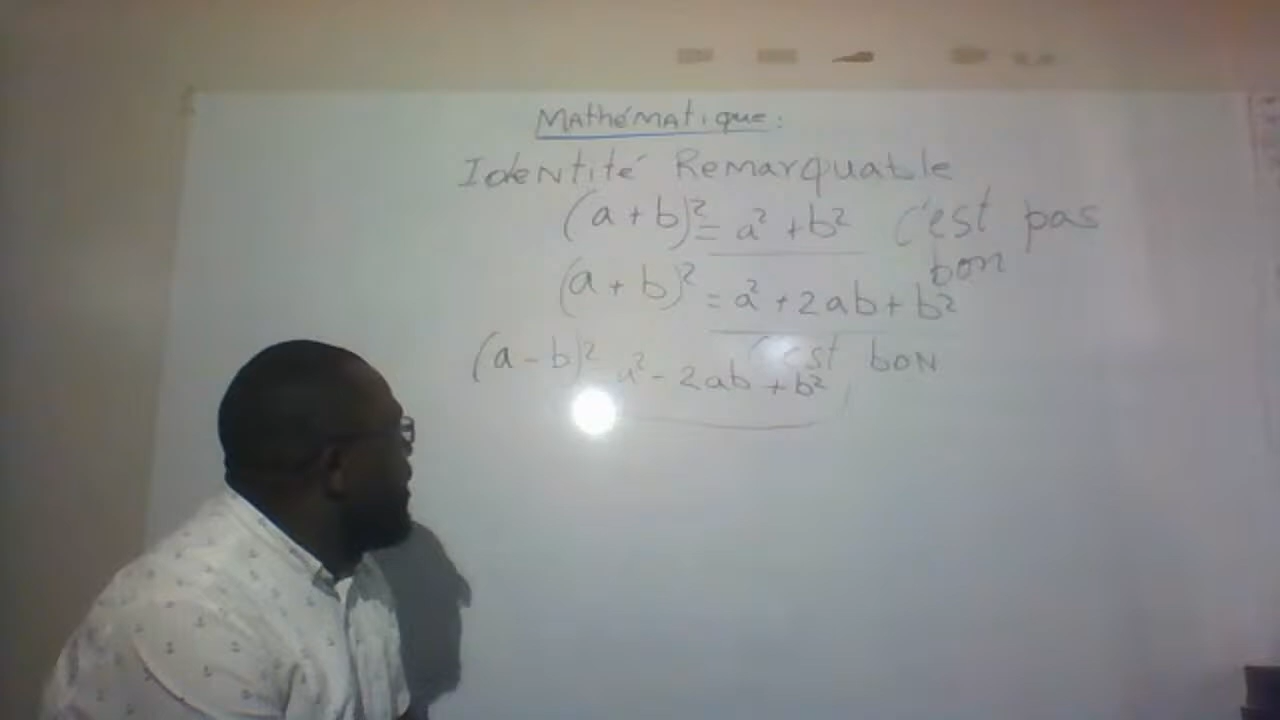 Mathématique:
Identité Remarquable
(a + b)² = a² + b² c'est pas
bon
(a + b)² = a² + 2ab + b²
c'est bon
(a - b)² a² - 2ab + b²